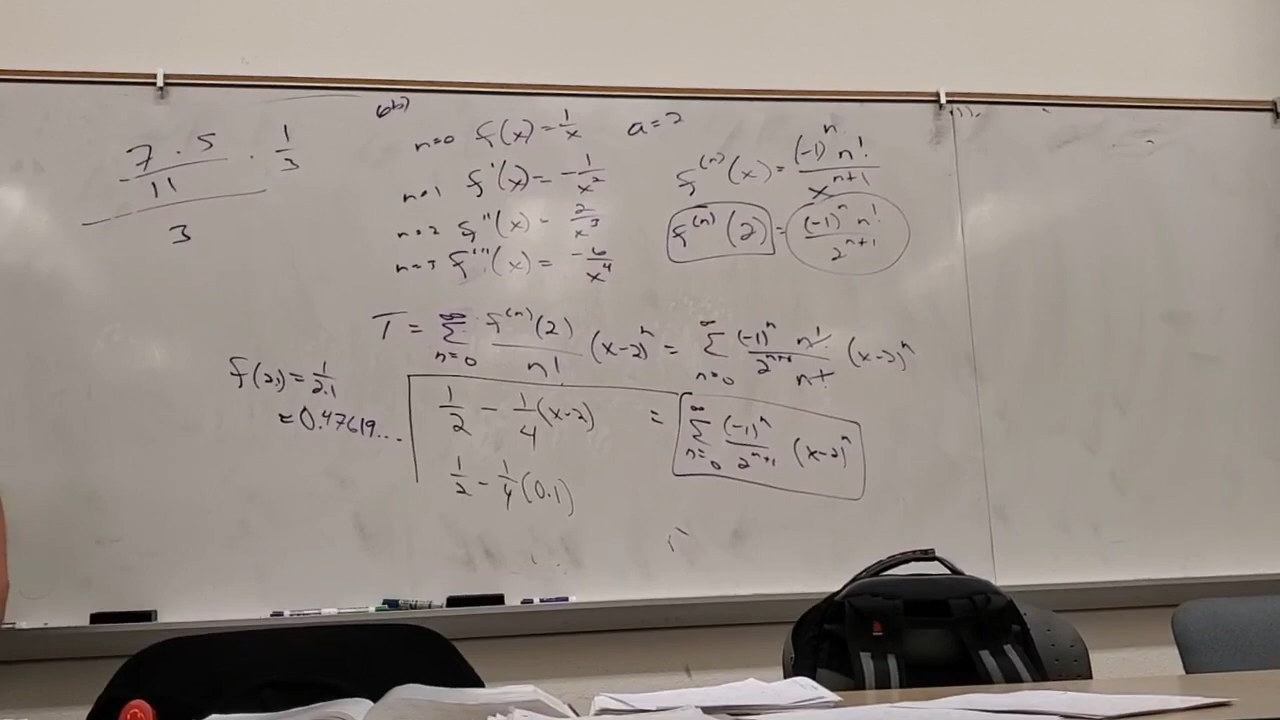 7 · 5 / 11 · 1/3
3
6b)
n=0 f(x) = 1/x a=2
n=1 f'(x) = -1/x²
n=2 f''(x) = 2/x³
n=3 f'''(x) = -6/x⁴
f⁽ⁿ⁾(x) = (-1)ⁿ n! / xⁿ⁺¹
f⁽ⁿ⁾(2) = (-1)ⁿ n! / 2ⁿ⁺¹
T = ∞ Σ n=0 f⁽ⁿ⁾(2) / n! (x-2)ⁿ = ∞ Σ n=0 (-1)ⁿ n! / 2ⁿ⁺¹ n! (x-2)ⁿ
f(2.1) = 1/2.1
≈ 0.47619...
1/2 - 1/4 (x-2) = ∞ Σ n=0 (-1)ⁿ / 2ⁿ⁺¹ (x-2)ⁿ
1/2 - 1/4 (0.1)